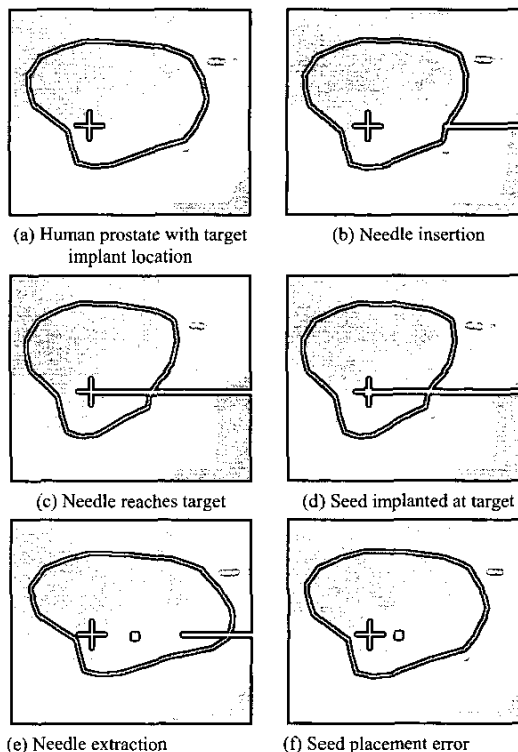 (a) Human prostate with target
implant location
(b) Needle insertion
(c) Needle reaches target
(d) Seed implanted at target
(e) Needle extraction
(f) Seed placement error